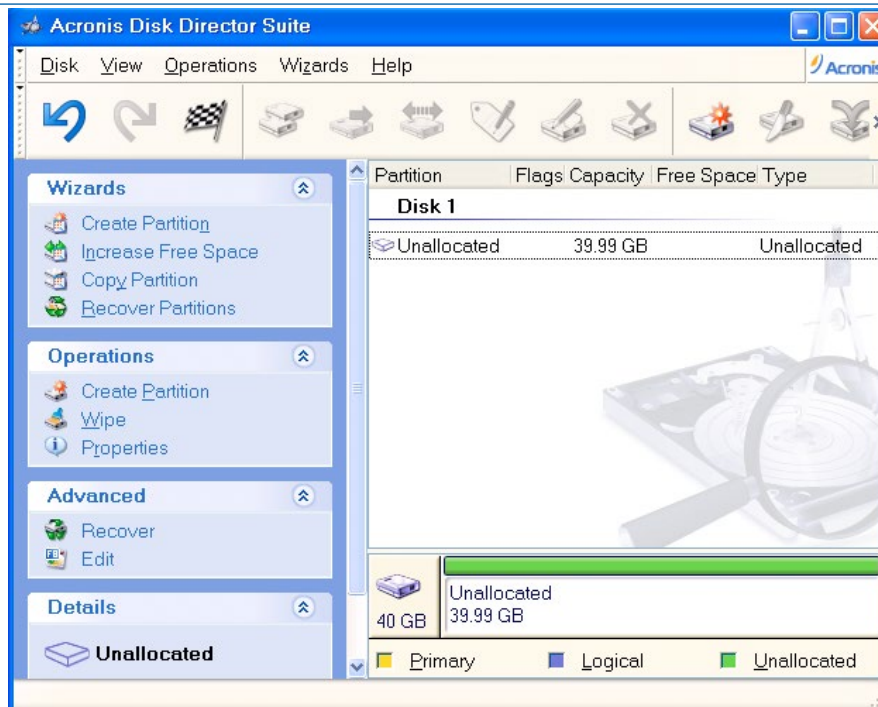 Acronis Disk Director Suite
Disk View Operations Wizards Help
Acronis
Wizards
Create Partition
Increase Free Space
Copy Partition
Recover Partitions
Operations
Create Partition
Wipe
Properties
Advanced
Recover
Edit
Details
Unallocated
Partition Flags Capacity Free Space Type
Disk 1
Unallocated 39.99 GB Unallocated
40 GB
Unallocated
39.99 GB
Primary Logical Unallocated